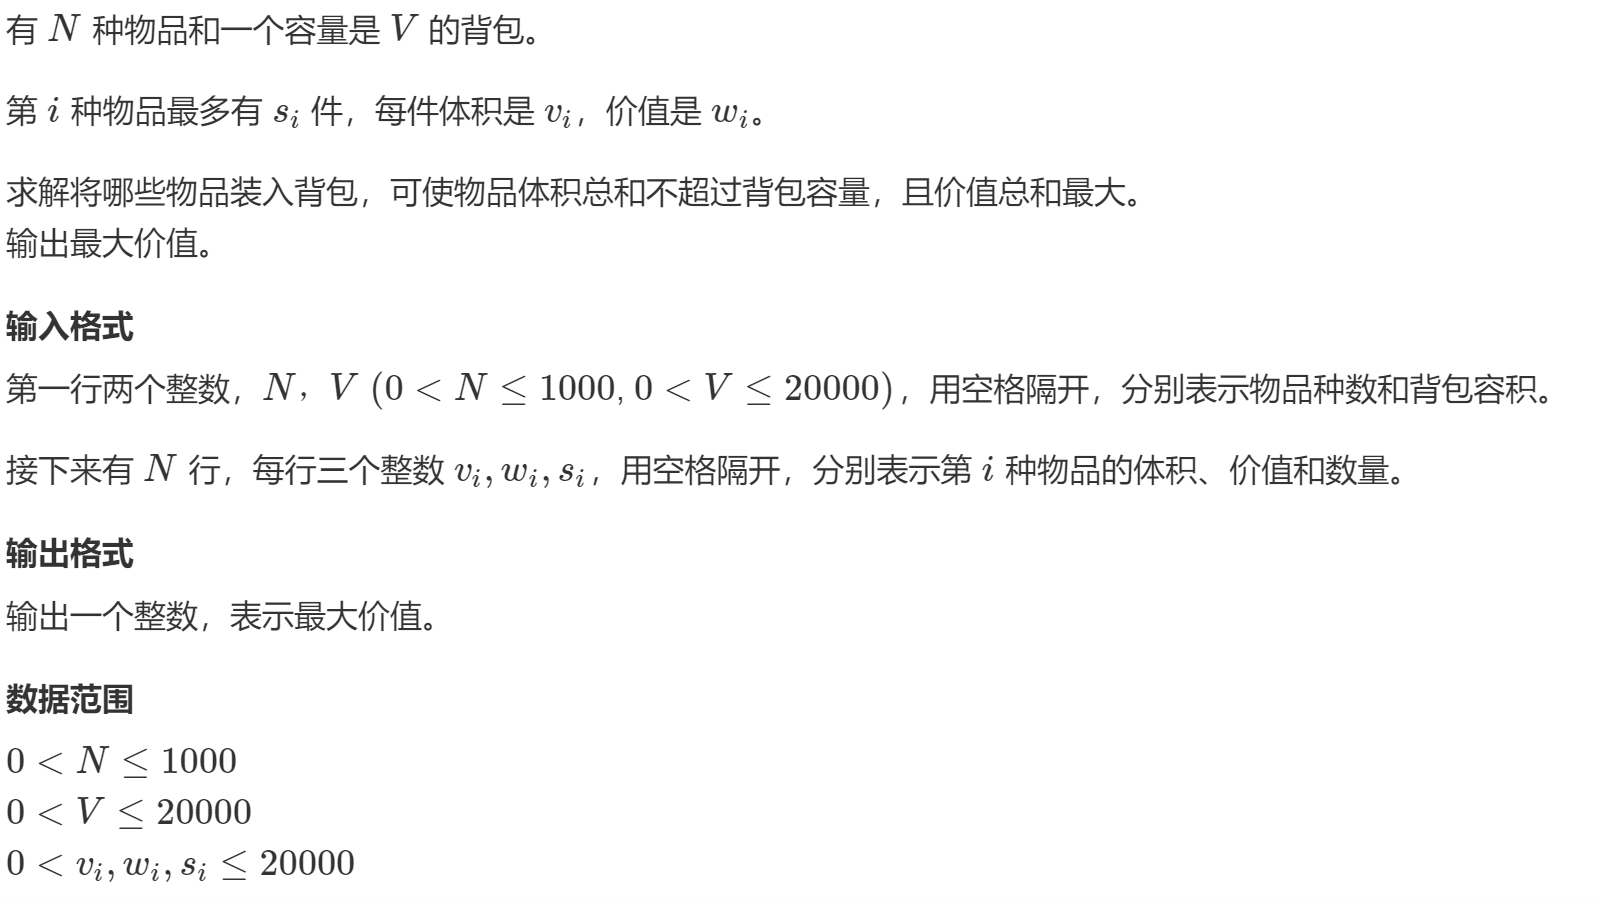 有 N 种物品和一个容量是 V 的背包。
第 i 种物品最多有 s_i 件，每件体积是 v_i，价值是 w_i。
求解将哪些物品装入背包，可使物品体积总和不超过背包容量，且价值总和最大。
输出最大价值。
输入格式
第一行两个整数，N，V (0 < N ≤ 1000, 0 < V ≤ 20000)，用空格隔开，分别表示物品种数和背包容积。
接下来有 N 行，每行三个整数 v_i, w_i, s_i，用空格隔开，分别表示第 i 种物品的体积、价值和数量。
输出格式
输出一个整数，表示最大价值。
数据范围
0 < N ≤ 1000
0 < V ≤ 20000
0 < v_i, w_i, s_i ≤ 20000